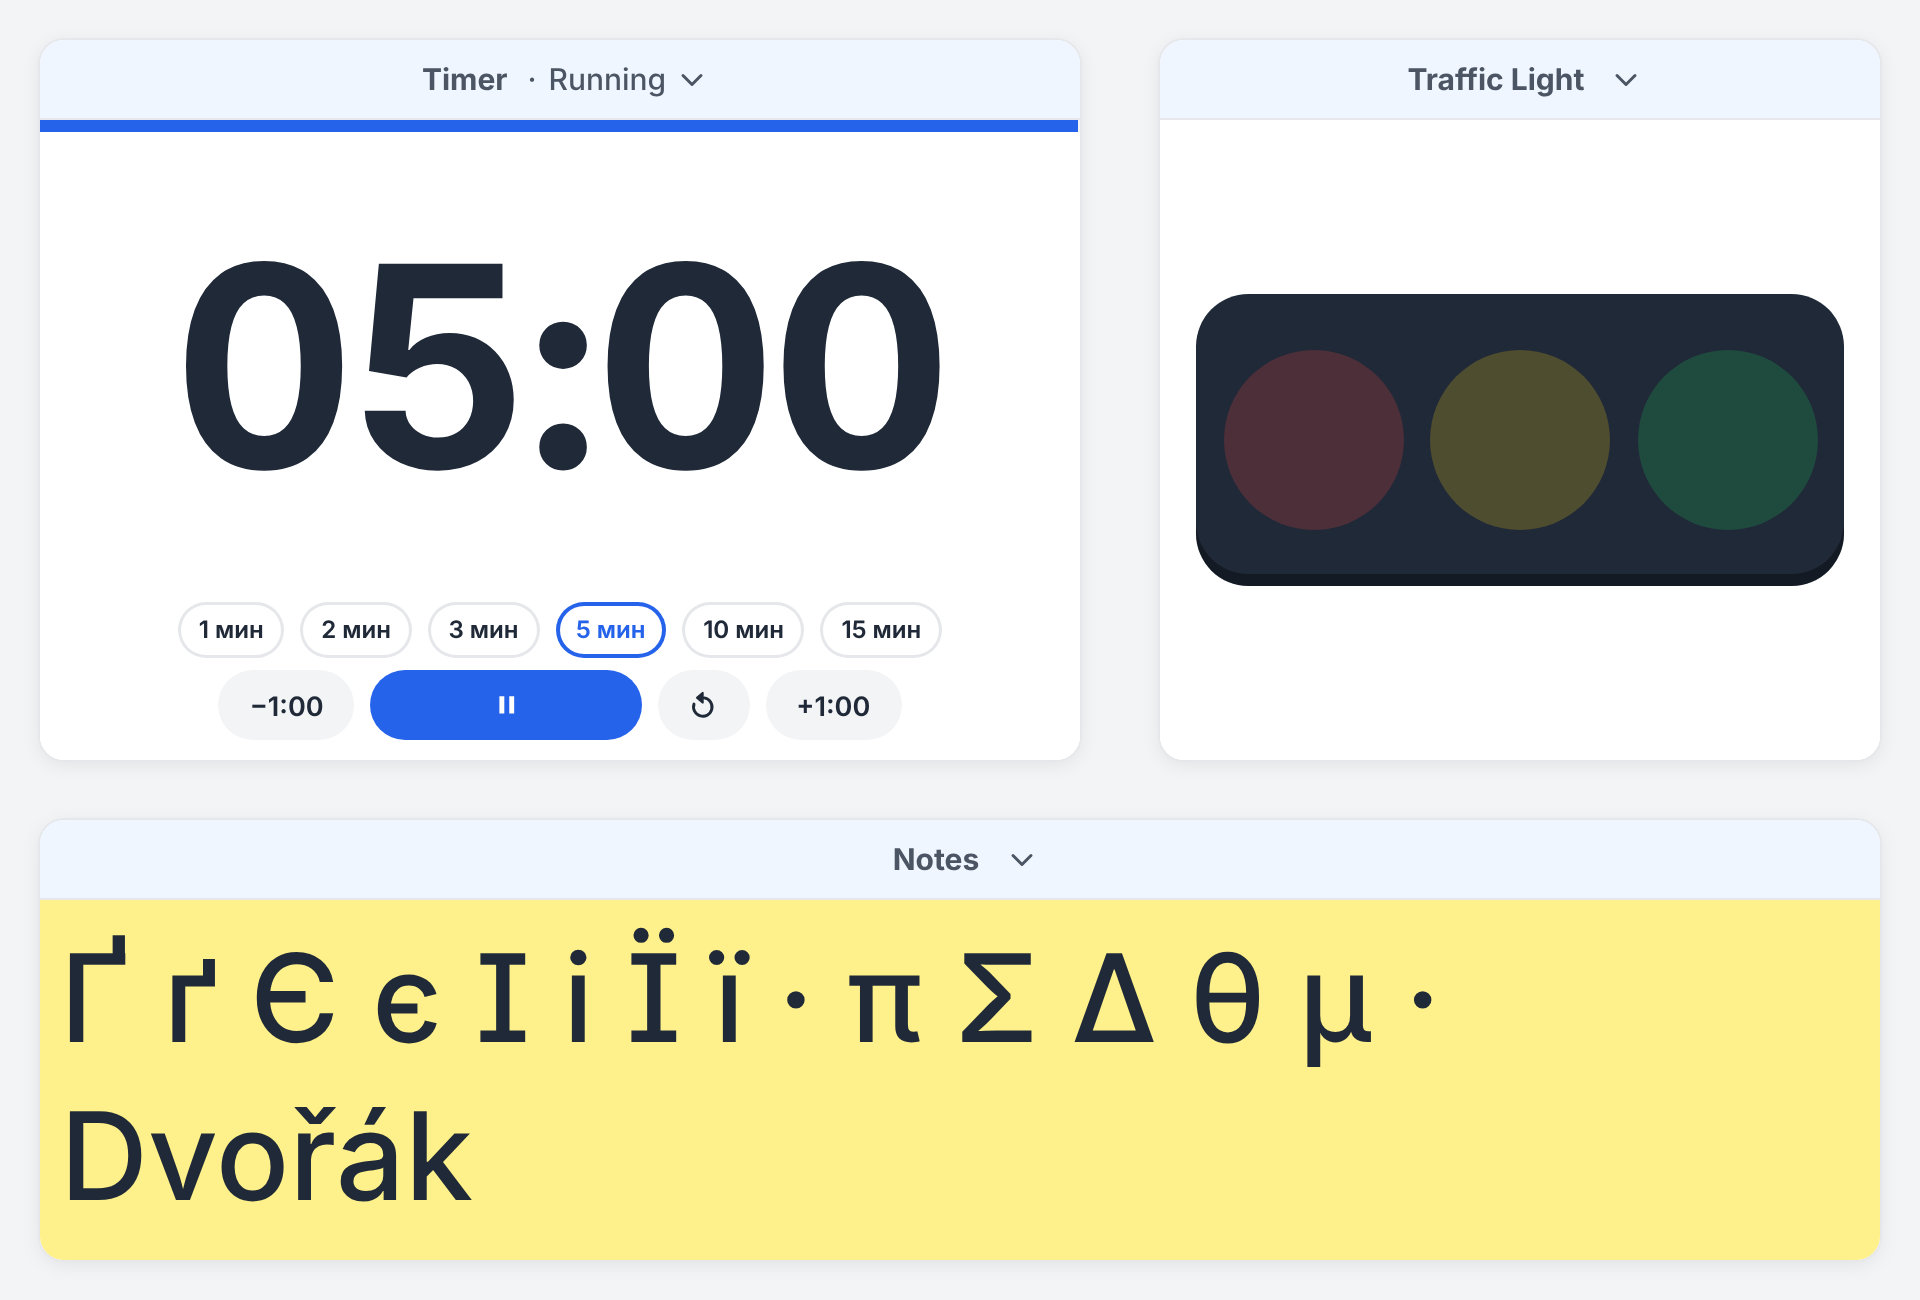 Timer · Running
Traffic Light
05:00
1 мин 2 мин 3 мин 5 мин 10 мин 15 мин
−1:00 +1:00
Notes
Ґ ґ Є є І і Ї ї · π Σ Δ θ μ ·
Dvořák